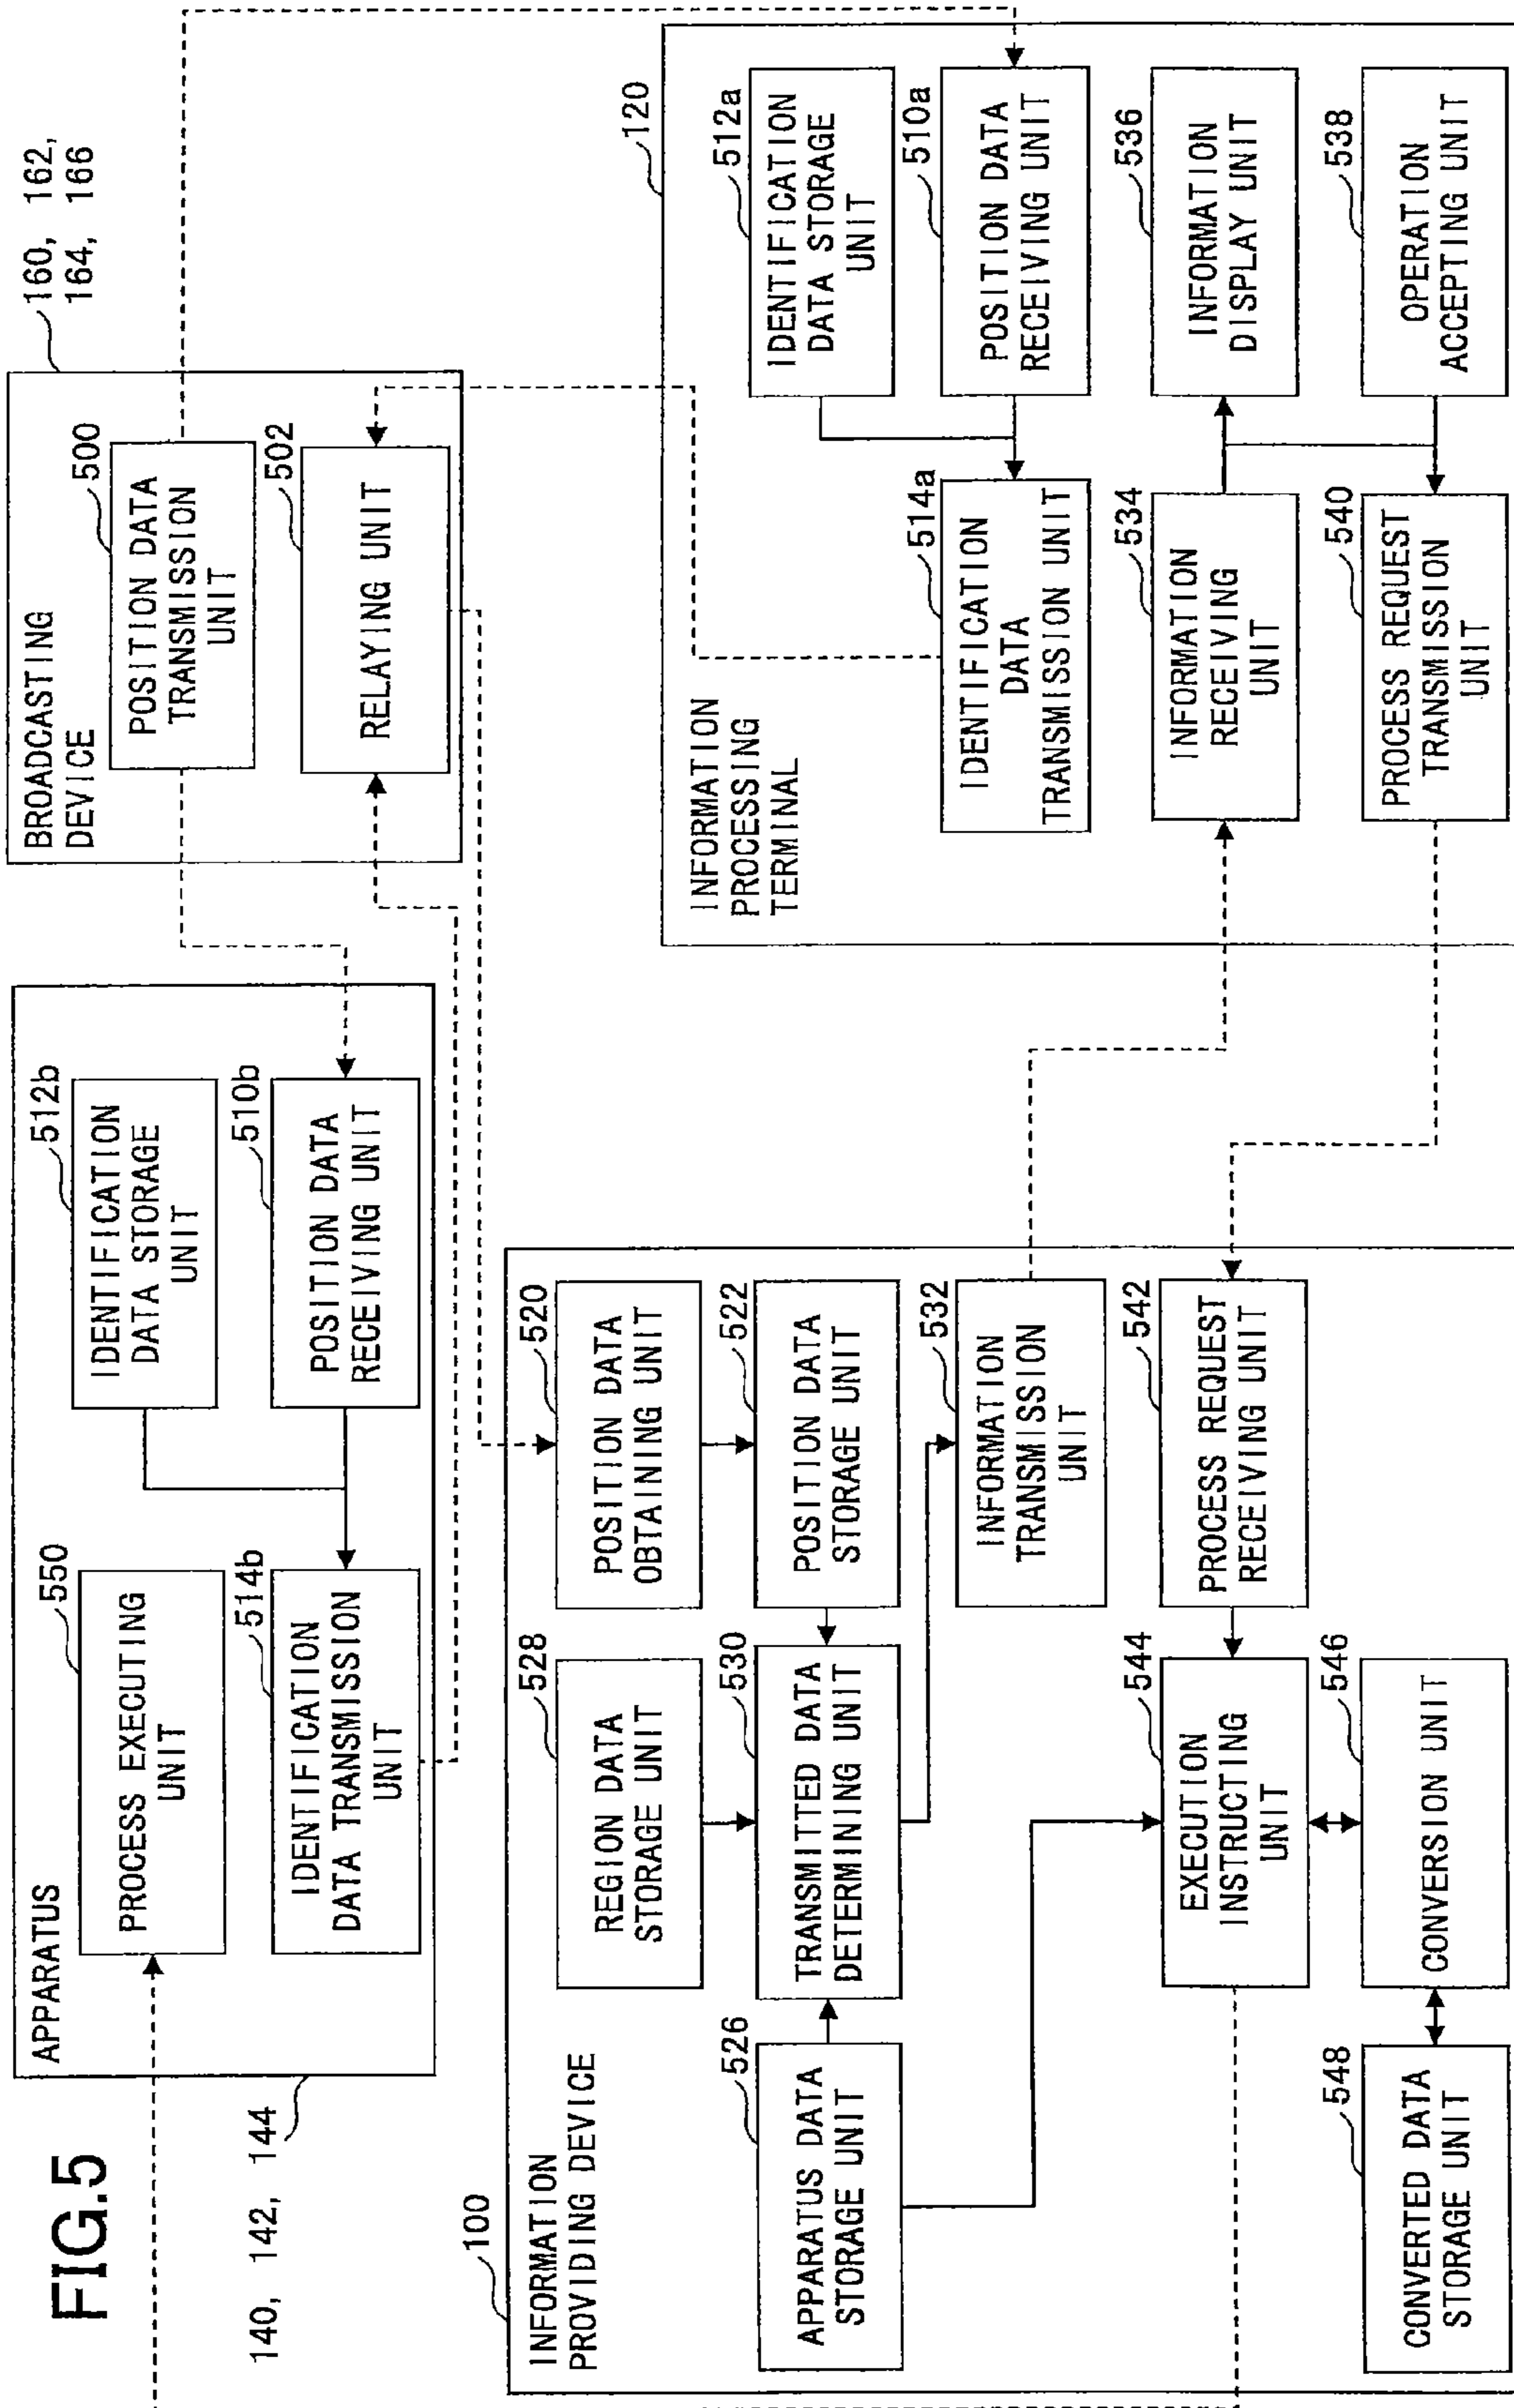 FIG.5
140, 142, 144
APPARATUS
550
PROCESS EXECUTING
UNIT
514b
IDENTIFICATION
DATA TRANSMISSION
UNIT
512b
IDENTIFICATION
DATA STORAGE
UNIT
510b
POSITION DATA
RECEIVING UNIT
BROADCASTING
DEVICE
160, 162,
164, 166
500
POSITION DATA
TRANSMISSION
UNIT
502
RELAYING UNIT
100
INFORMATION
PROVIDING DEVICE
526
APPARATUS DATA
STORAGE UNIT
528
REGION DATA
STORAGE UNIT
520
POSITION DATA
OBTAINING UNIT
530
TRANSMITTED DATA
DETERMINING UNIT
522
POSITION DATA
STORAGE UNIT
532
INFORMATION
TRANSMISSION
UNIT
544
EXECUTION
INSTRUCTING
UNIT
542
PROCESS REQUEST
RECEIVING UNIT
548
CONVERTED DATA
STORAGE UNIT
546
CONVERSION UNIT
120
INFORMATION
PROCESSING
TERMINAL
512a
IDENTIFICATION
DATA STORAGE
UNIT
514a
IDENTIFICATION
DATA
TRANSMISSION UNIT
510a
POSITION DATA
RECEIVING UNIT
534
INFORMATION
RECEIVING
UNIT
536
INFORMATION
DISPLAY UNIT
540
PROCESS REQUEST
TRANSMISSION
UNIT
538
OPERATION
ACCEPTING UNIT